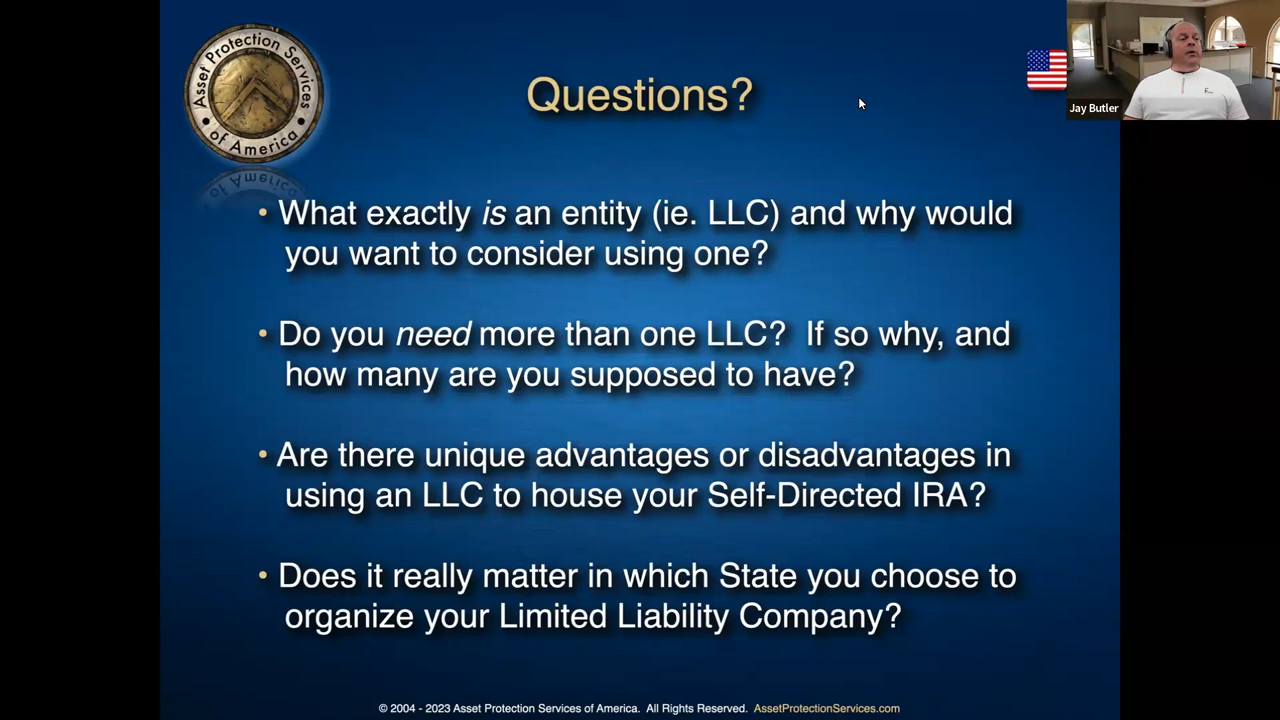 Asset Protection Services
of America
Questions?
Jay Butler
• What exactly is an entity (ie. LLC) and why would
you want to consider using one?
• Do you need more than one LLC? If so why, and
how many are you supposed to have?
• Are there unique advantages or disadvantages in
using an LLC to house your Self-Directed IRA?
• Does it really matter in which State you choose to
organize your Limited Liability Company?
© 2004 - 2023 Asset Protection Services of America. All Rights Reserved. AssetProtectionServices.com